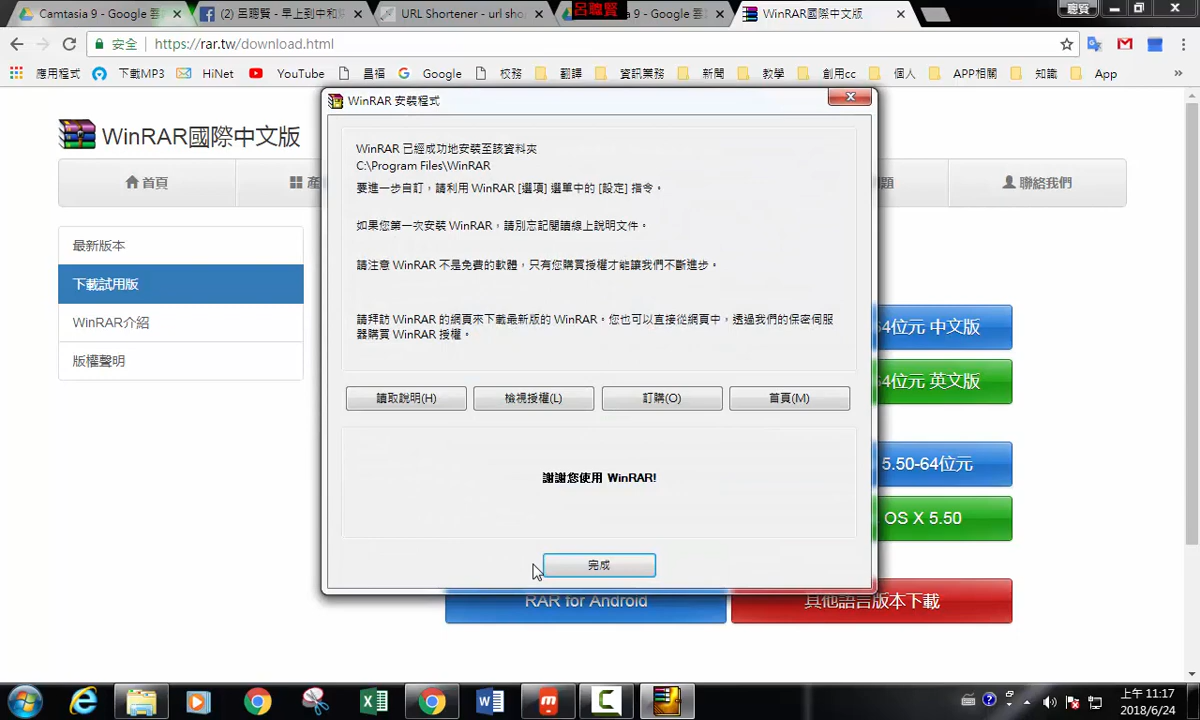 Camtasia 9 - Google 雲
(2) 呂聰賢 - 早上到中和
URL Shortener - url sho
呂聰賢
a 9 - Google 雲
WinRAR國際中文版
聰賢
安全
https://rar.tw/download.html
應用程式
下載MP3
HiNet
YouTube
昌福
Google
校務
翻譯
資訊業務
新聞
教學
創用cc
個人
APP相關
知識
App
»
WinRAR國際中文版
首頁
產
題
聯絡我們
最新版本
下載試用版
WinRAR介紹
版權聲明
WinRAR 安裝程式
WinRAR 已經成功地安裝至該資料夾
C:\Program Files\WinRAR
要進一步自訂，請利用 WinRAR [選項] 選單中的 [設定] 指令。
如果您第一次安裝 WinRAR，請別忘記閱讀線上說明文件。
請注意 WinRAR 不是免費的軟體，只有您購買授權才能讓我們不斷進步。
請拜訪 WinRAR 的網頁來下載最新版的 WinRAR。您也可以直接從網頁中，透過我們的保密伺服
器購買 WinRAR 授權。
讀取說明(H)
檢視授權(L)
訂購(O)
首頁(M)
謝謝您使用 WinRAR!
完成
64位元 中文版
64位元 英文版
5.50-64位元
OS X 5.50
RAR for Android
其他語言版本下載
上午 11:17
2018/6/24